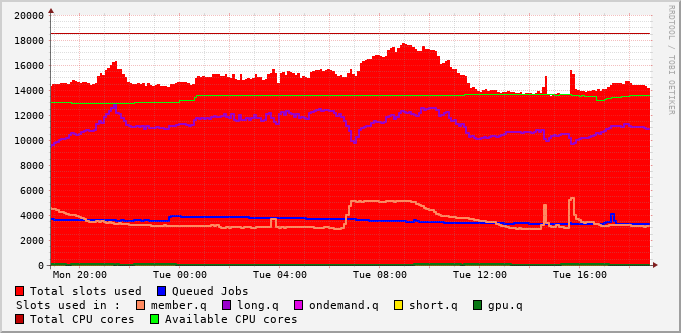 20000
18000
16000
14000
12000
10000
8000
6000
4000
2000
0
Mon 20:00 Tue 00:00 Tue 04:00 Tue 08:00 Tue 12:00 Tue 16:00
RRDTOOL / TOBI OETIKER
Total slots used Queued Jobs
Slots used in : member.q long.q ondemand.q short.q gpu.q
Total CPU cores Available CPU cores